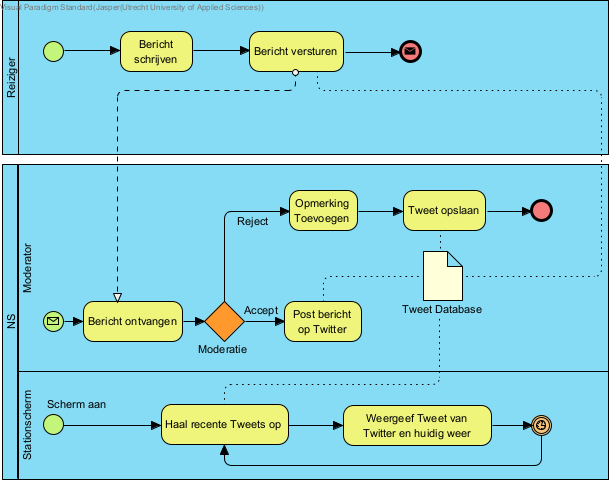 Visual Paradigm Standard(Jasper(Utrecht University of Applied Sciences))
Reiziger
Bericht
schrijven
Bericht versturen
NS
Moderator
Opmerking
Toevoegen
Tweet opslaan
Reject
Bericht ontvangen
Accept
Post bericht
op Twitter
Tweet Database
Moderatie
Stationscherm
Scherm aan
Haal recente Tweets op
Weergeef Tweet van
Twitter en huidig weer